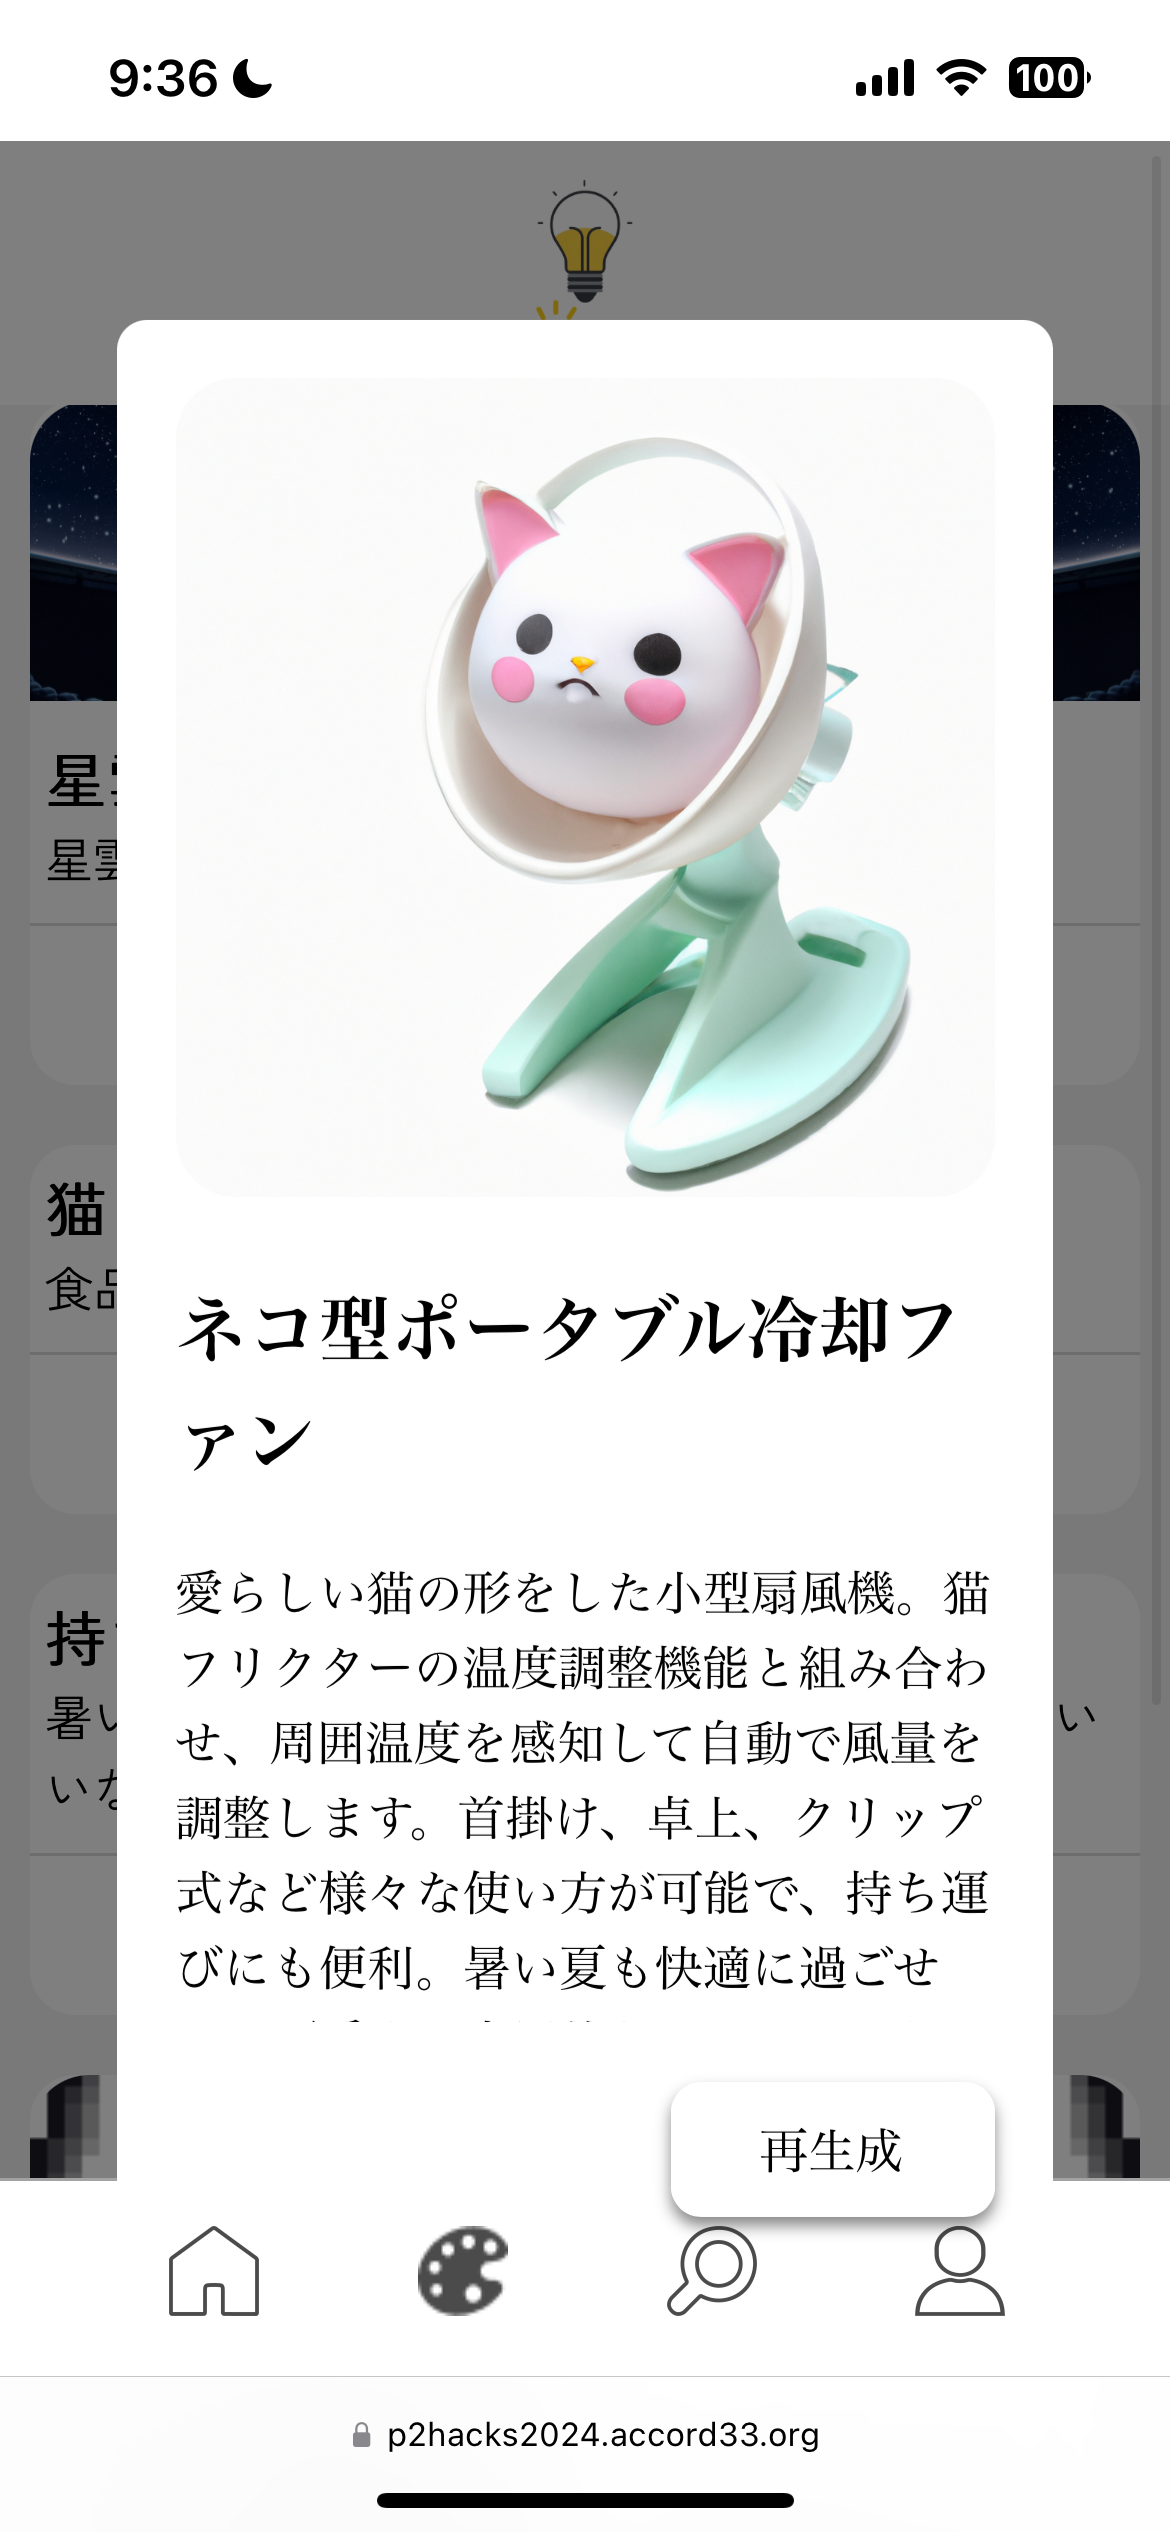 9:36
100
星
星雲
猫
食品
持
暑い
い
いな
ネコ型ポータブル冷却フ
ァン
愛らしい猫の形をした小型扇風機。猫
フリクターの温度調整機能と組み合わ
せ、周囲温度を感知して自動で風量を
調整します。首掛け、卓上、クリップ
式など様々な使い方が可能で、持ち運
びにも便利。暑い夏も快適に過ごせ
再生成
p2hacks2024.accord33.org